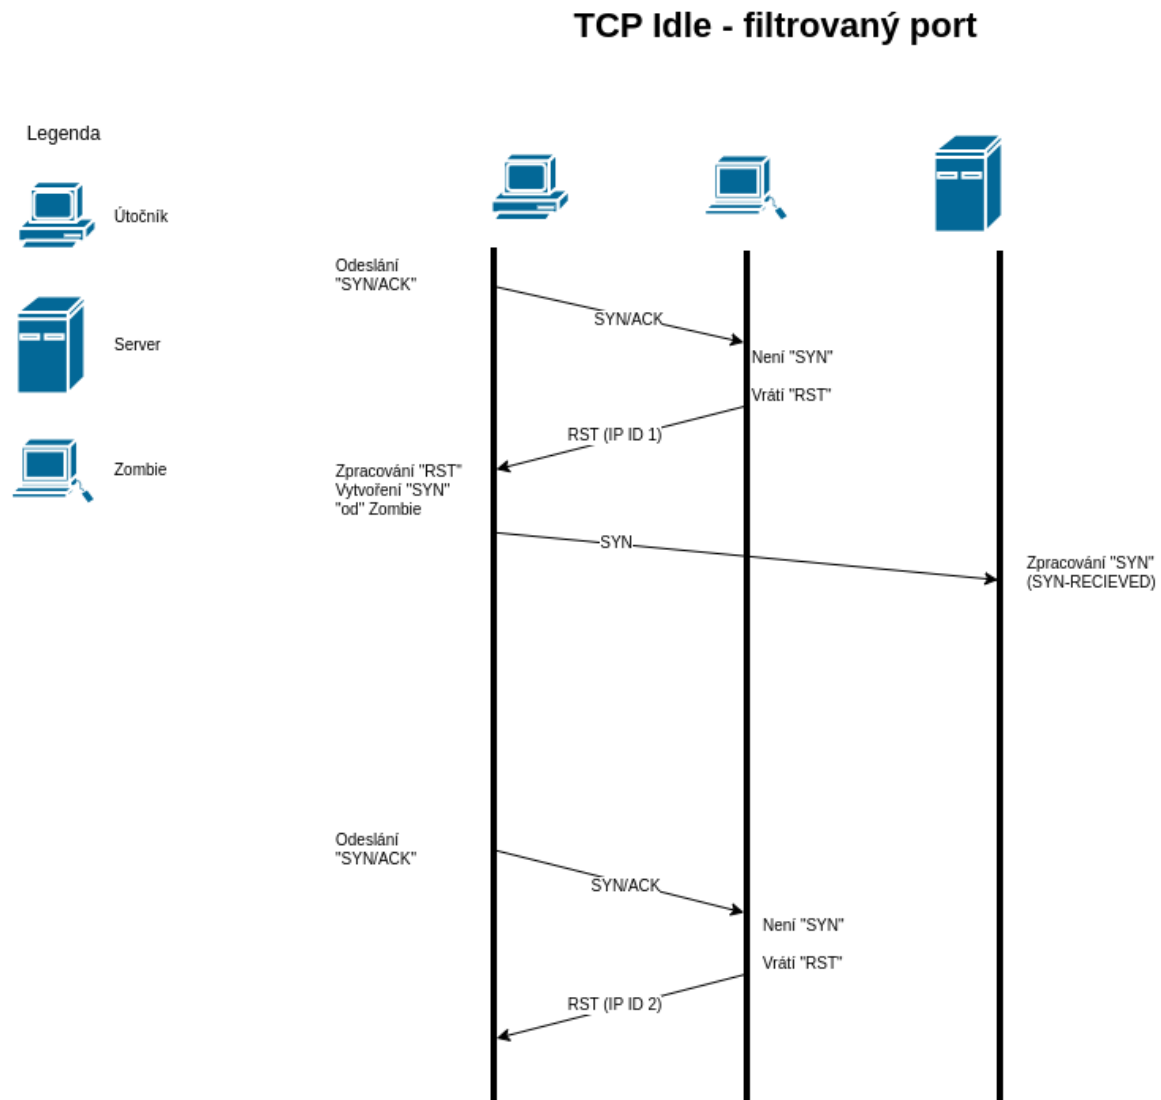 TCP Idle - filtrovaný port
Legenda
Útočník
Server
Zombie
Odeslání
"SYN/ACK"
SYN/ACK
Není "SYN"
Vrátí "RST"
RST (IP ID 1)
Zpracování "RST"
Vytvoření "SYN"
"od" Zombie
SYN
Zpracování "SYN"
(SYN-RECIEVED)
Odeslání
"SYN/ACK"
SYN/ACK
Není "SYN"
Vrátí "RST"
RST (IP ID 2)